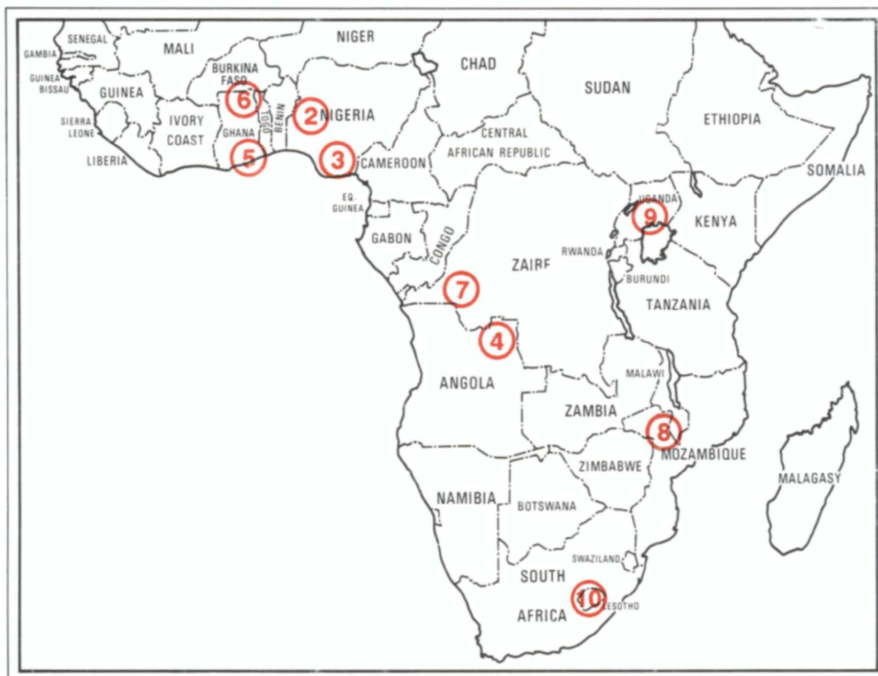 SENEGAL
MALI
NIGER
CHAD
SUDAN
GAMBIA
GUINEA
BISSAU
GUINEA
BURKINA
FASO
6
2
NIGERIA
ETHIOPIA
SIERRA
LEONE
IVORY
COAST
GHANA
TOGO
BENIN
CENTRAL
AFRICAN REPUBLIC
LIBERIA
5
3
CAMEROON
SOMALIA
EQ.
GUINEA
UGANDA
9
KENYA
GABON
CONGO
ZAIRE
RWANDA
BURUNDI
7
TANZANIA
4
ANGOLA
MALAWI
ZAMBIA
8
MOZAMBIQUE
ZIMBABWE
MALAGASY
NAMIBIA
BOTSWANA
SWAZILAND
SOUTH
AFRICA
10
LESOTHO